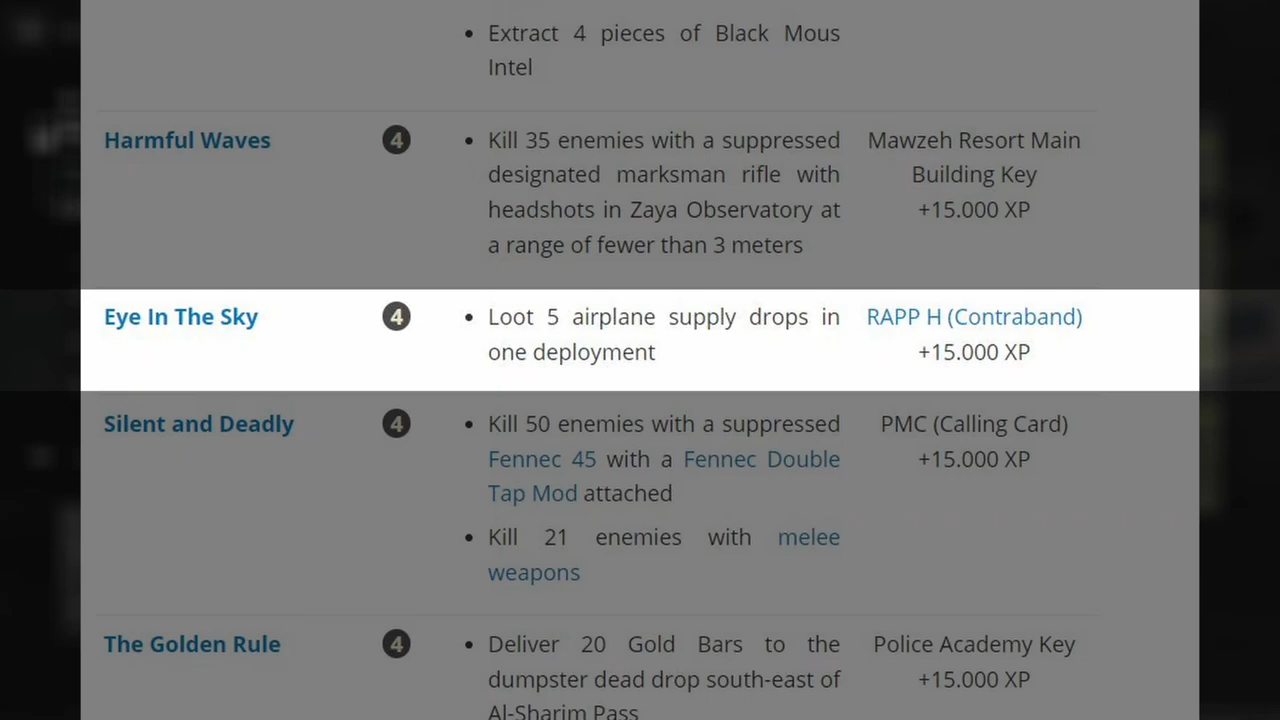 • Extract 4 pieces of Black Mous
Intel
Harmful Waves 4 • Kill 35 enemies with a suppressed Mawzeh Resort Main
designated marksman rifle with Building Key
headshots in Zaya Observatory at +15.000 XP
a range of fewer than 3 meters
Eye In The Sky 4 • Loot 5 airplane supply drops in RAPP H (Contraband)
one deployment +15.000 XP
Silent and Deadly 4 • Kill 50 enemies with a suppressed PMC (Calling Card)
Fennec 45 with a Fennec Double +15.000 XP
Tap Mod attached
• Kill 21 enemies with melee
weapons
The Golden Rule 4 • Deliver 20 Gold Bars to the Police Academy Key
dumpster dead drop south-east of +15.000 XP
Al-Sharim Pass